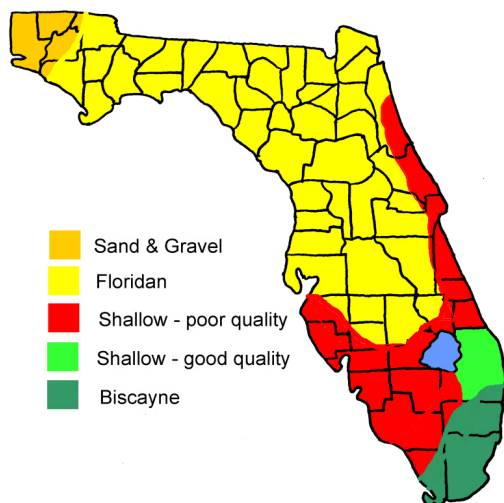 Sand & Gravel
Floridan
Shallow - poor quality
Shallow - good quality
Biscayne